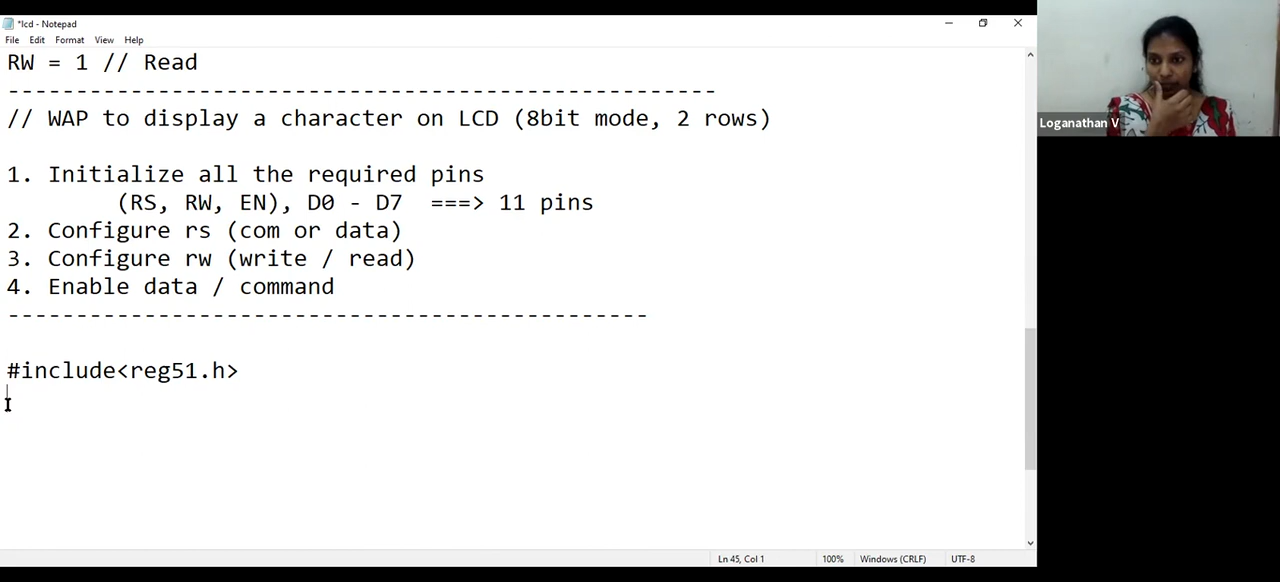 *lcd - Notepad
File Edit Format View Help
RW = 1 // Read
----------------------------------------------------
// WAP to display a character on LCD (8bit mode, 2 rows)
1. Initialize all the required pins
(RS, RW, EN), D0 - D7 ===> 11 pins
2. Configure rs (com or data)
3. Configure rw (write / read)
4. Enable data / command
-----------------------------------------------
#include<reg51.h>
Ln 45, Col 1 100% Windows (CRLF) UTF-8
Loganathan V